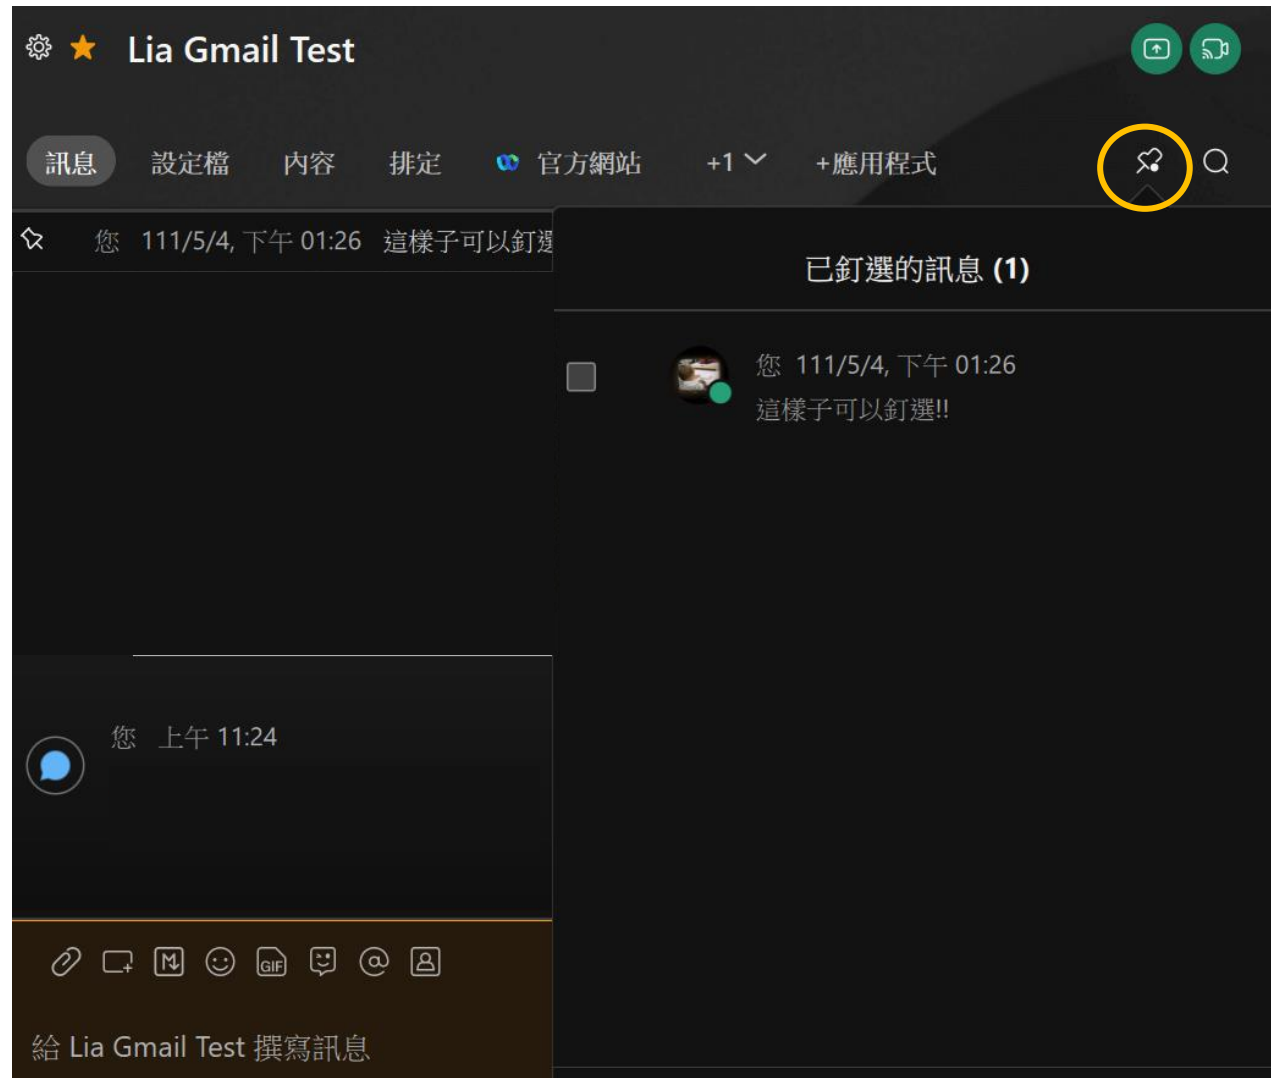 Lia Gmail Test
訊息 設定檔 內容 排定 官方網站 +1 +應用程式
您 111/5/4, 下午 01:26 這樣子可以釘選
已釘選的訊息 (1)
您 111/5/4, 下午 01:26
這樣子可以釘選!!
您 上午 11:24
GIF
給 Lia Gmail Test 撰寫訊息